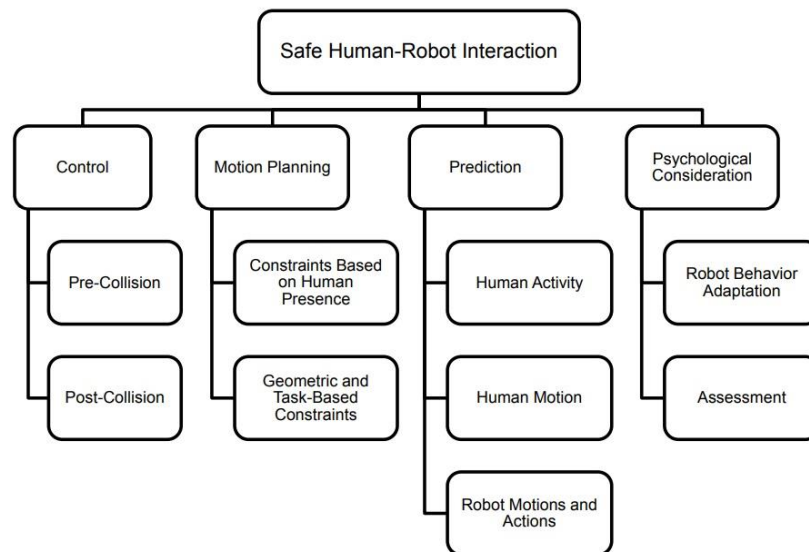 Safe Human-Robot Interaction
Control
Motion Planning
Prediction
Psychological
Consideration
Pre-Collision
Constraints Based
on Human
Presence
Human Activity
Robot Behavior
Adaptation
Post-Collision
Geometric and
Task-Based
Constraints
Human Motion
Assessment
Robot Motions and
Actions